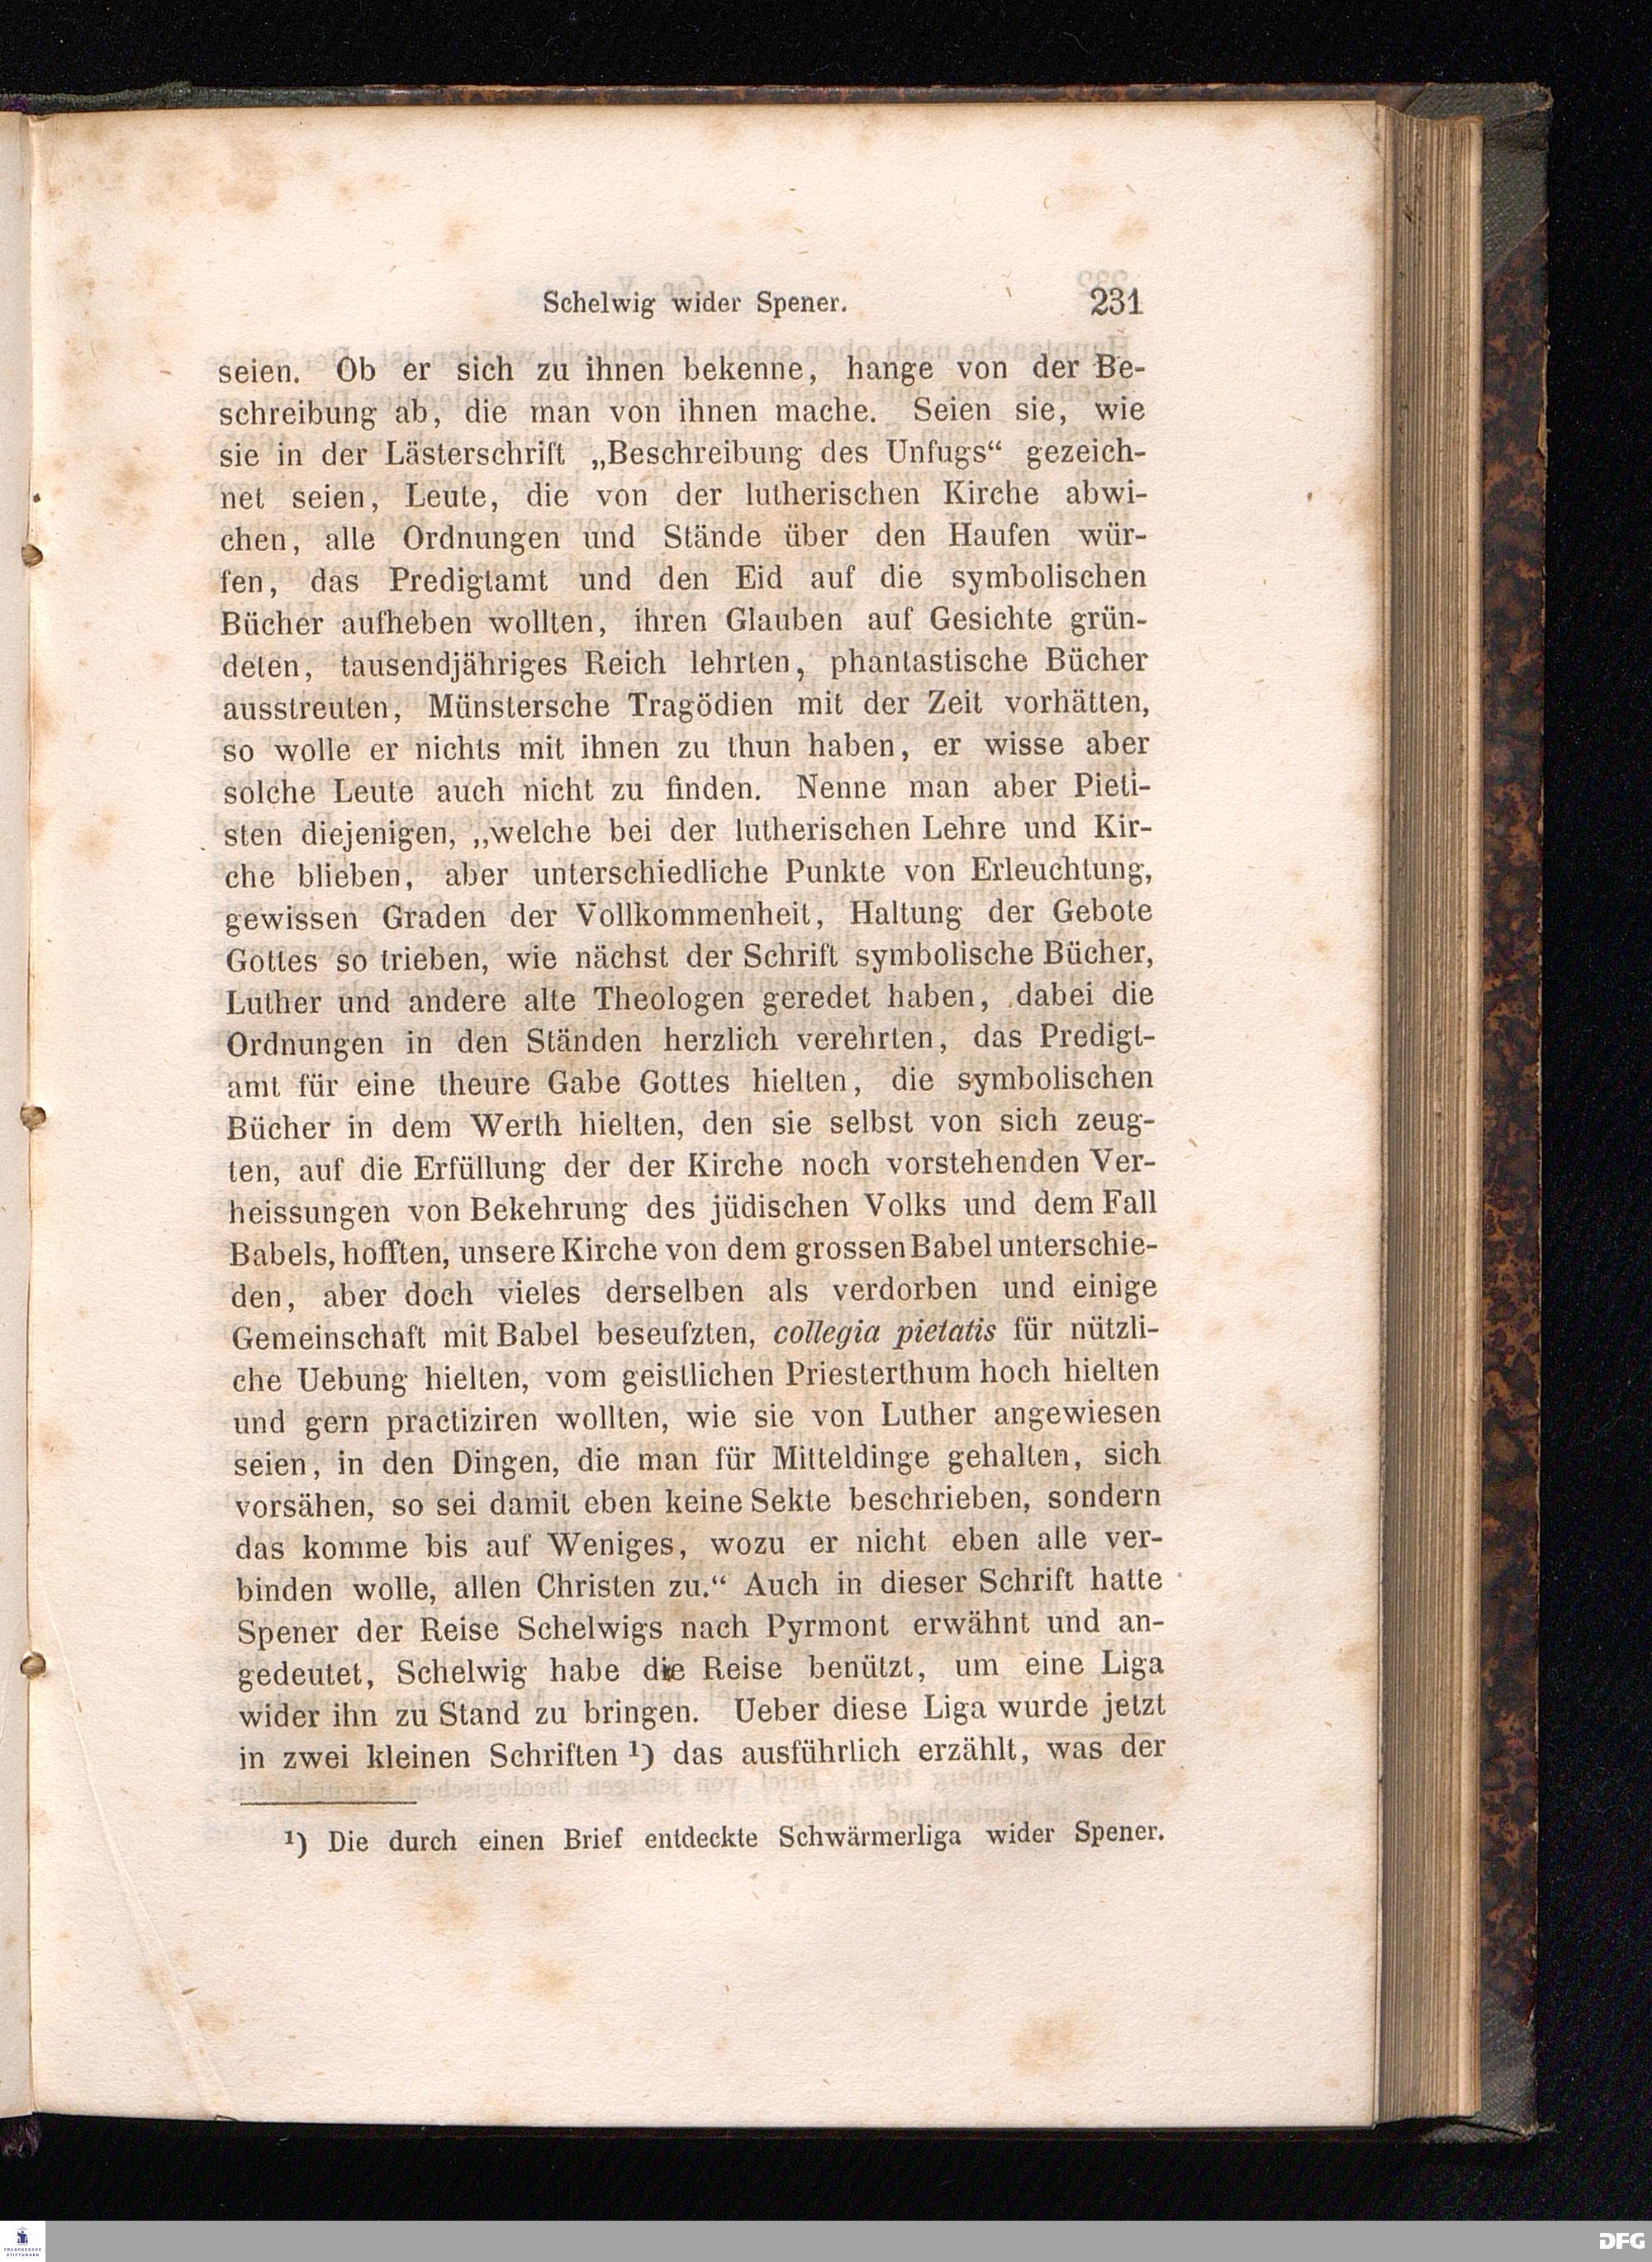 Schelwig wider Spener. 231
seien. Ob er sich zu ihnen bekenne, hange von der Be-
schreibung ab, die man von ihnen mache. Seien sie, wie
sie in der Lästerschrift „Beschreibung des Unfugs“ gezeich-
net seien, Leute, die von der lutherischen Kirche abwi-
chen, alle Ordnungen und Stände über den Haufen wür-
fen, das Predigtamt und den Eid auf die symbolischen
Bücher aufheben wollten, ihren Glauben auf Gesichte grün-
deten, tausendjähriges Reich lehrten, phantastische Bücher
ausstreuten, Münstersche Tragödien mit der Zeit vorhätten,
so wolle er nichts mit ihnen zu thun haben, er wisse aber
solche Leute auch nicht zu finden. Nenne man aber Pieti-
sten diejenigen, „welche bei der lutherischen Lehre und Kir-
che blieben, aber unterschiedliche Punkte von Erleuchtung,
gewissen Graden der Vollkommenheit, Haltung der Gebote
Gottes so trieben, wie nächst der Schrift symbolische Bücher,
Luther und andere alte Theologen geredet haben, dabei die
Ordnungen in den Ständen herzlich verehrten, das Predigt-
amt für eine theure Gabe Gottes hielten, die symbolischen
Bücher in dem Werth hielten, den sie selbst von sich zeug-
ten, auf die Erfüllung der der Kirche noch vorstehenden Ver-
heissungen von Bekehrung des jüdischen Volks und dem Fall
Babels, hofften, unsere Kirche von dem grossen Babel unterschie-
den, aber doch vieles derselben als verdorben und einige
Gemeinschaft mit Babel beseufzten, collegia pietatis für nützli-
che Uebung hielten, vom geistlichen Priesterthum hoch hielten
und gern practiziren wollten, wie sie von Luther angewiesen
seien, in den Dingen, die man für Mitteldinge gehalten, sich
vorsähen, so sei damit eben keine Sekte beschrieben, sondern
das komme bis auf Weniges, wozu er nicht eben alle ver-
binden wolle, allen Christen zu.“ Auch in dieser Schrift hatte
Spener der Reise Schelwigs nach Pyrmont erwähnt und an-
gedeutet, Schelwig habe die Reise benützt, um eine Liga
wider ihn zu Stand zu bringen. Ueber diese Liga wurde jetzt
in zwei kleinen Schriften ¹) das ausführlich erzählt, was der
¹) Die durch einen Brief entdeckte Schwärmerliga wider Spener.
FRANCKESCHE
STIFTUNGEN
DFG